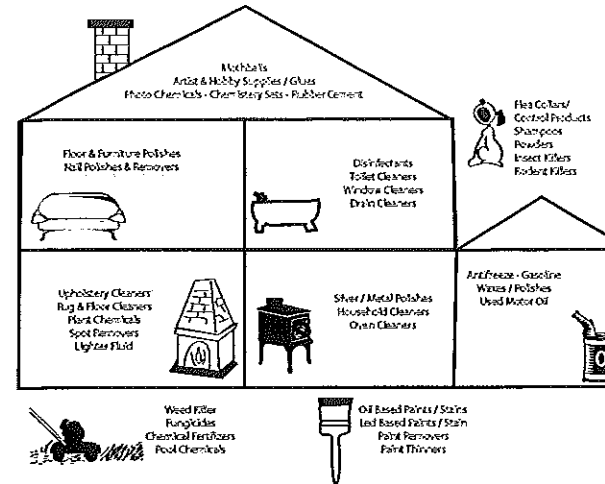 Mothballs
Artist & Hobby Supplies / Glues
Photo Chemicals - Chemistery Sets - Rubber Cement
Flea Collars/
Control Products
Shampoos
Powders
Insect Killers
Rodent Killers
Floor & Furniture Polishes
Nail Polishes & Removers
Disinfectants
Toilet Cleaners
Window Cleaners
Drain Cleaners
Upholstery Cleaners
Rug & Floor Cleaners
Plant Chemicals
Spot Removers
Lighter Fluid
Silver / Metal Polishes
Household Cleaners
Oven Cleaners
Antifreeze - Gasoline
Waxes / Polishes
Used Motor Oil
Weed Killer
Fungicides
Chemical Fertilizers
Pool Chemicals
Oil Based Paints / Stains
Led Based Paints / Stain
Paint Removers
Paint Thinners